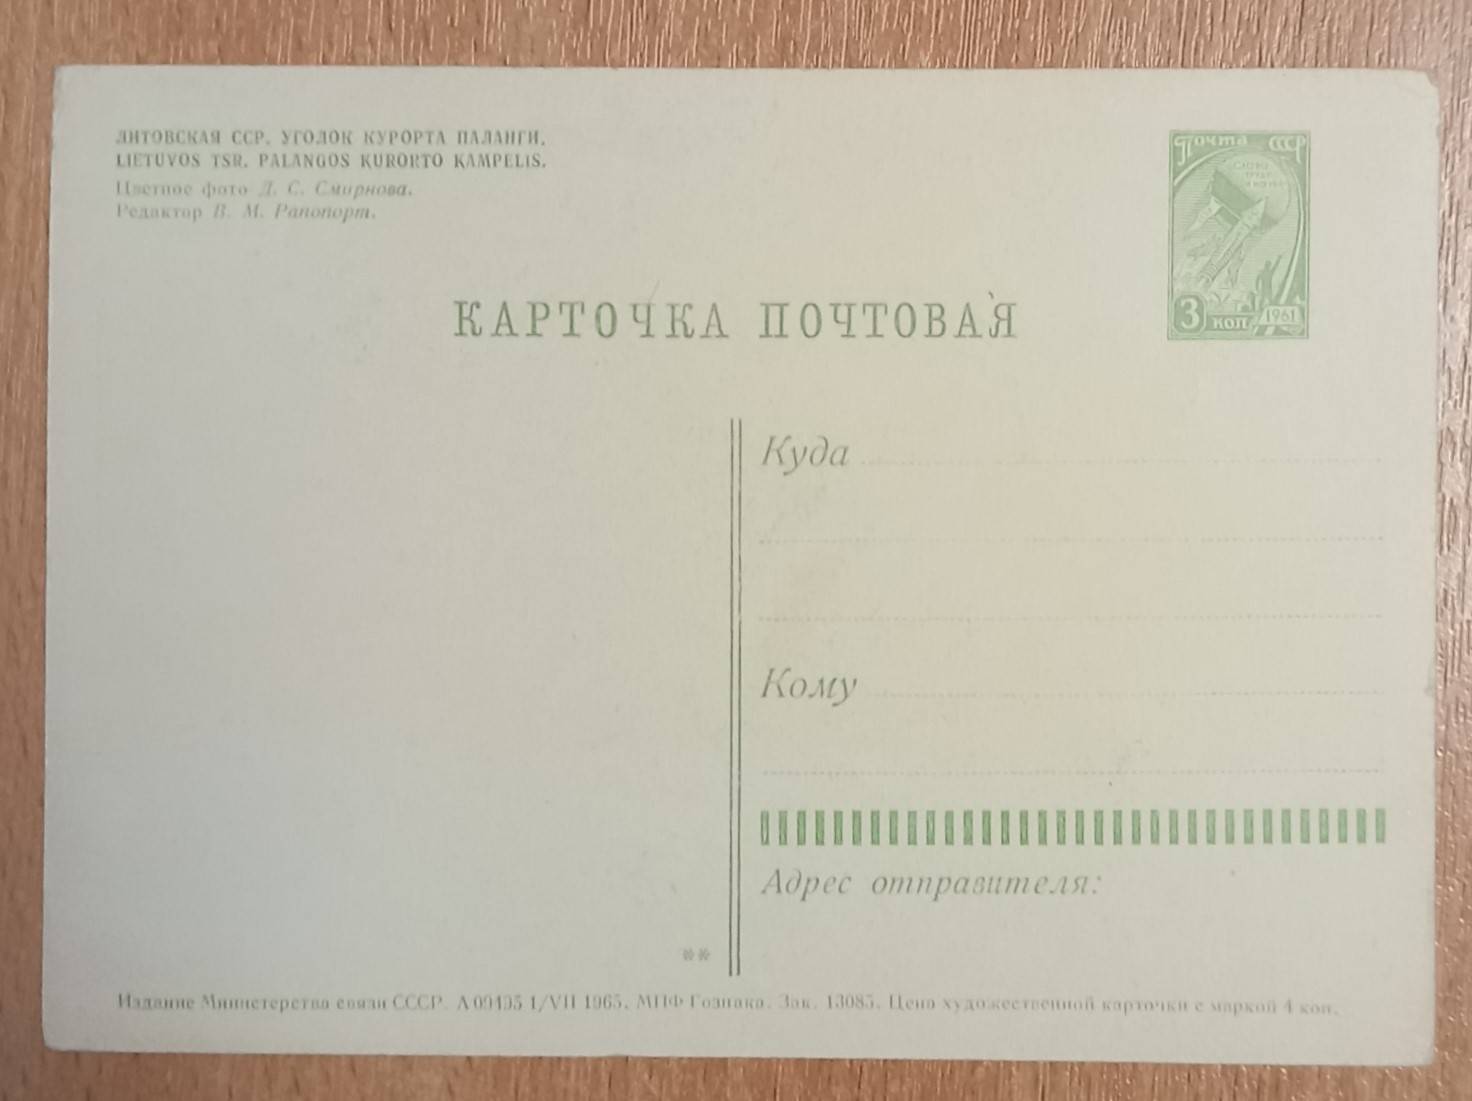 ЛИТОВСКАЯ ССР. УГОЛОК КУРОРТА ПАЛАНГИ.
LIETUVOS TSR. PALANGOS KURORTO KAMPELIS.
Цветное фото Д. С. Смирнова.
Редактор В. М. Рапопорт.
Почта СССР
3 КОП 1961
КАРТОЧКА ПОЧТОВАЯ
Куда
Кому
Адрес отправителя:
**
Издание Министерства связи СССР. А 09495 1/VII 1965. МПФ Гознака. Зак. 13085. Цена художественной карточки с маркой 4 коп.